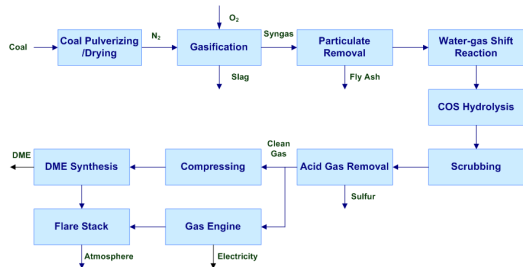 O₂
Coal
Coal Pulverizing
/Drying
N₂
Gasification
Syngas
Particulate
Removal
Water-gas Shift
Reaction
Slag
Fly Ash
COS Hydrolysis
DME
DME Synthesis
Compressing
Clean
Gas
Acid Gas Removal
Scrubbing
Sulfur
Flare Stack
Gas Engine
Atmosphere
Electricity